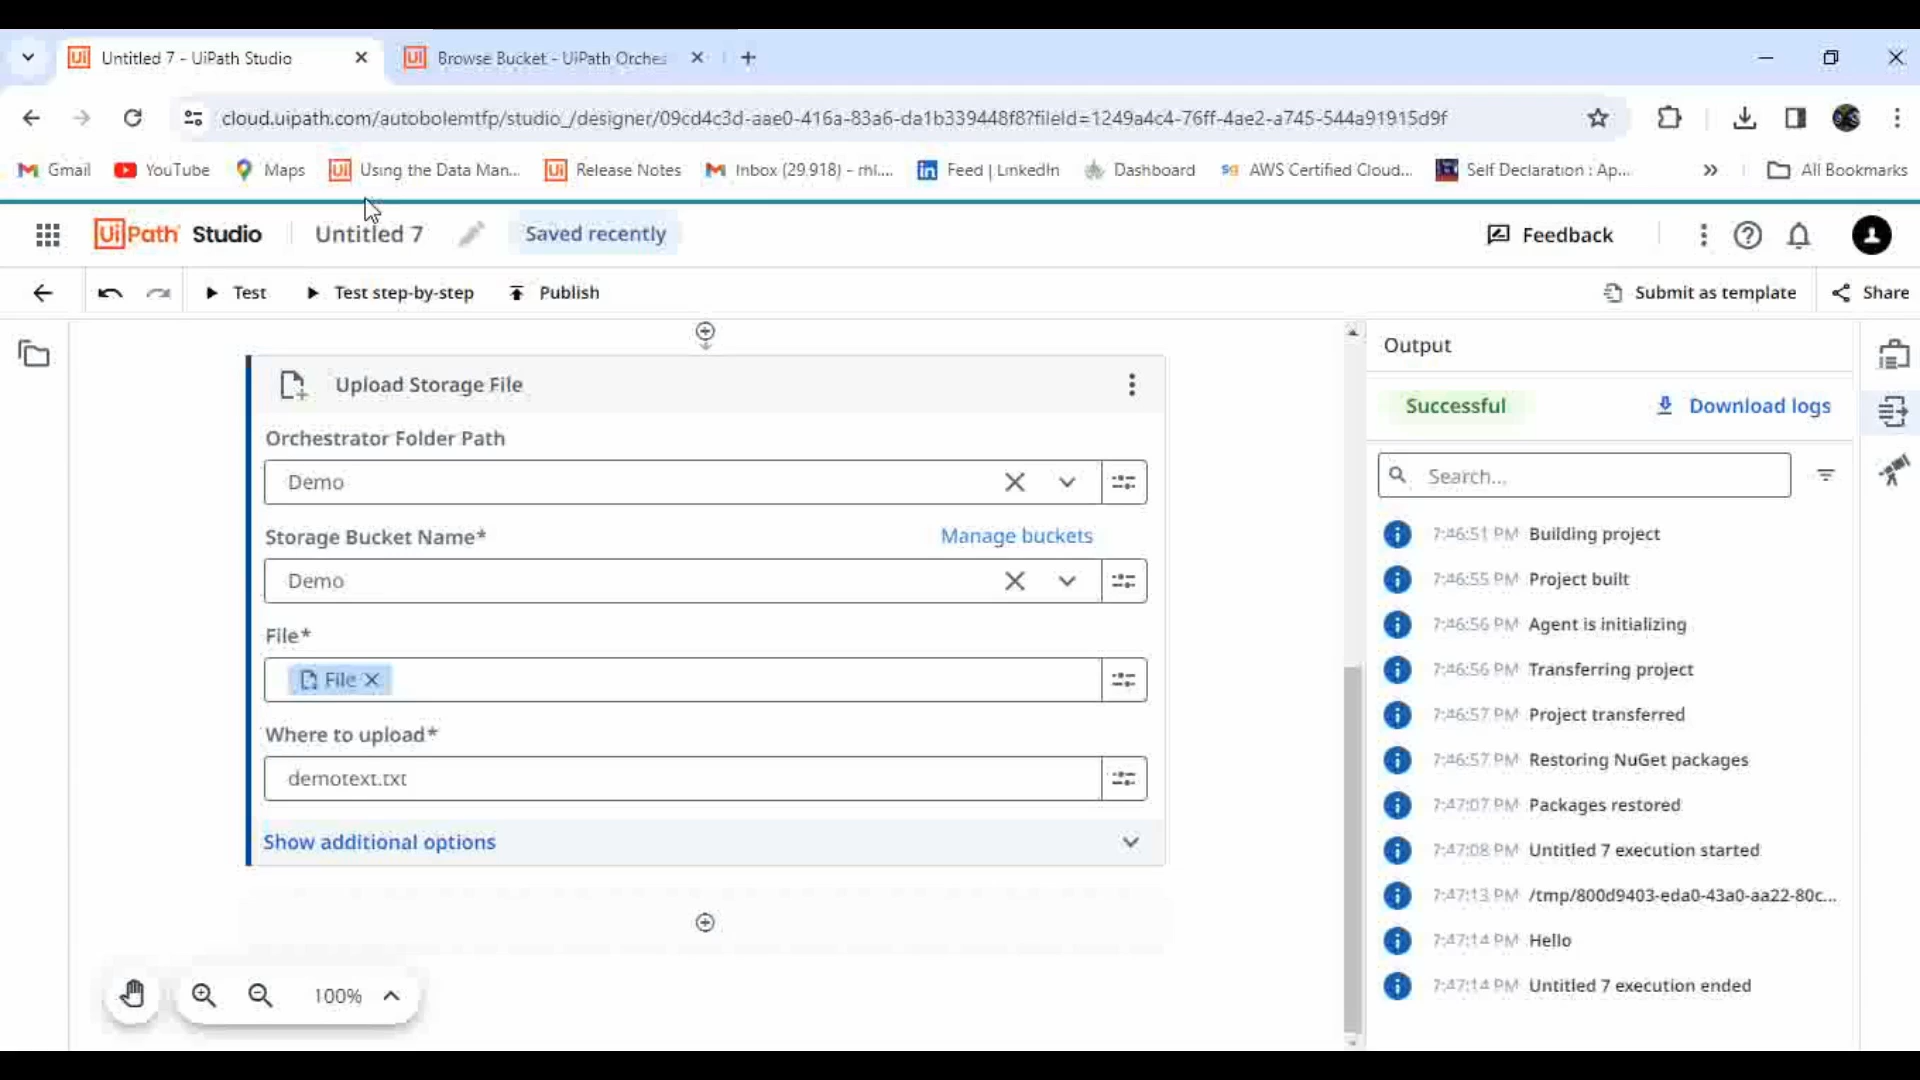 Untitled 7 - UiPath Studio
Browse Bucket - UiPath Orches
cloud.uipath.com/autobolemtfp/studio_/designer/09cd4c3d-aae0-416a-83a6-da1b339448f8?fileId=1249a4c4-76ff-4ae2-a745-544a91915d9f
Gmail
YouTube
Maps
Using the Data Man...
Release Notes
Inbox (29,918) - rhi....
Feed | LinkedIn
Dashboard
AWS Certified Cloud...
Self Declaration : Ap...
All Bookmarks
UiPath Studio
Untitled 7
Saved recently
Feedback
Test
Test step-by-step
Publish
Submit as template
Share
Upload Storage File
Orchestrator Folder Path
Demo
Storage Bucket Name*
Manage buckets
Demo
File*
File
Where to upload*
demotext.txt
Show additional options
100%
Output
Successful
Download logs
Search...
7:46:51 PM Building project
7:46:55 PM Project built
7:46:56 PM Agent is initializing
7:46:56 PM Transferring project
7:46:57 PM Project transferred
7:46:57 PM Restoring NuGet packages
7:47:07 PM Packages restored
7:47:08 PM Untitled 7 execution started
7:47:13 PM /tmp/800d9403-eda0-43a0-aa22-80c...
7:47:14 PM Hello
7:47:14 PM Untitled 7 execution ended